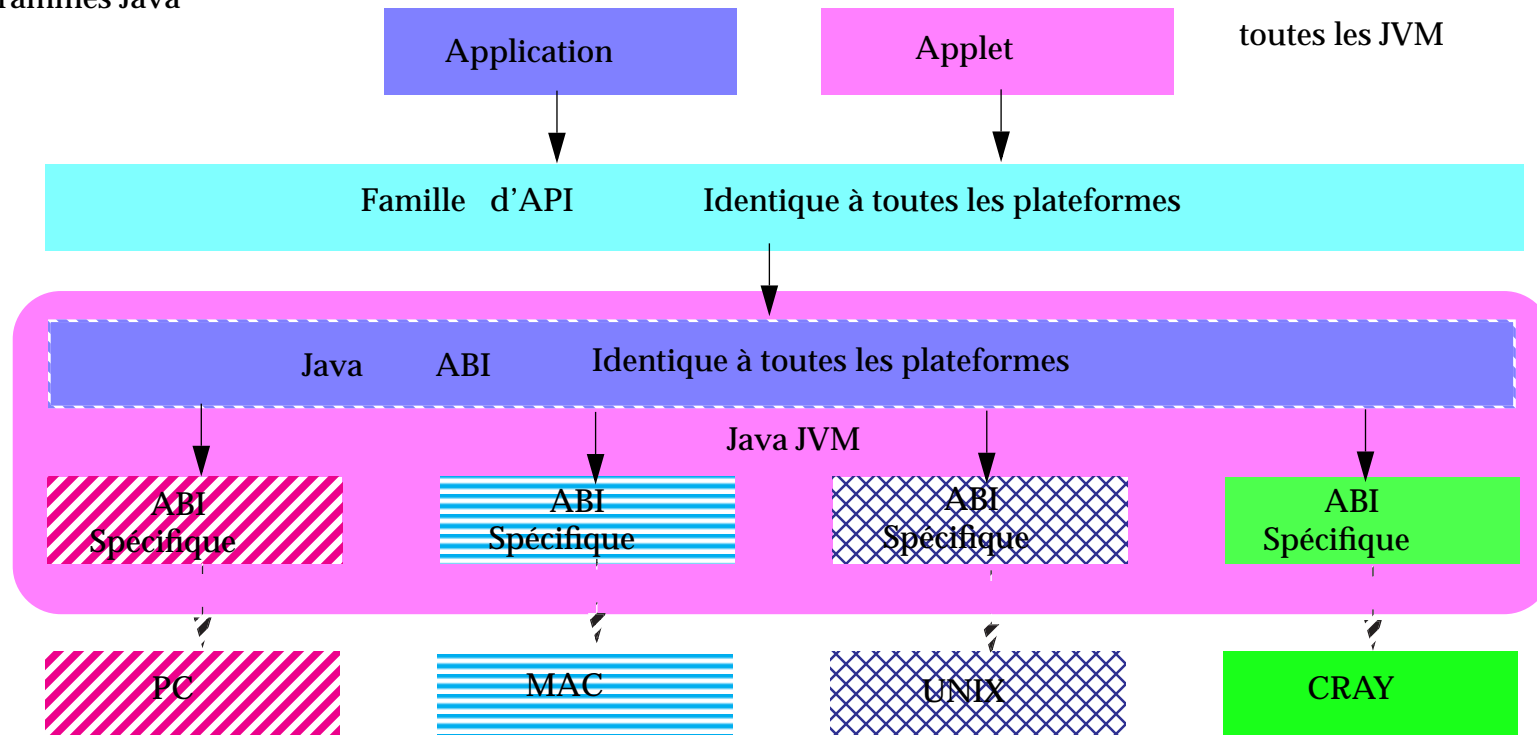 Java
toutes les JVM
Application
Applet
Famille d'API Identique à toutes les plateformes
Java ABI Identique à toutes les plateformes
Java JVM
ABI
Spécifique
ABI
Spécifique
ABI
Spécifique
ABI
Spécifique
PC
MAC
UNIX
CRAY